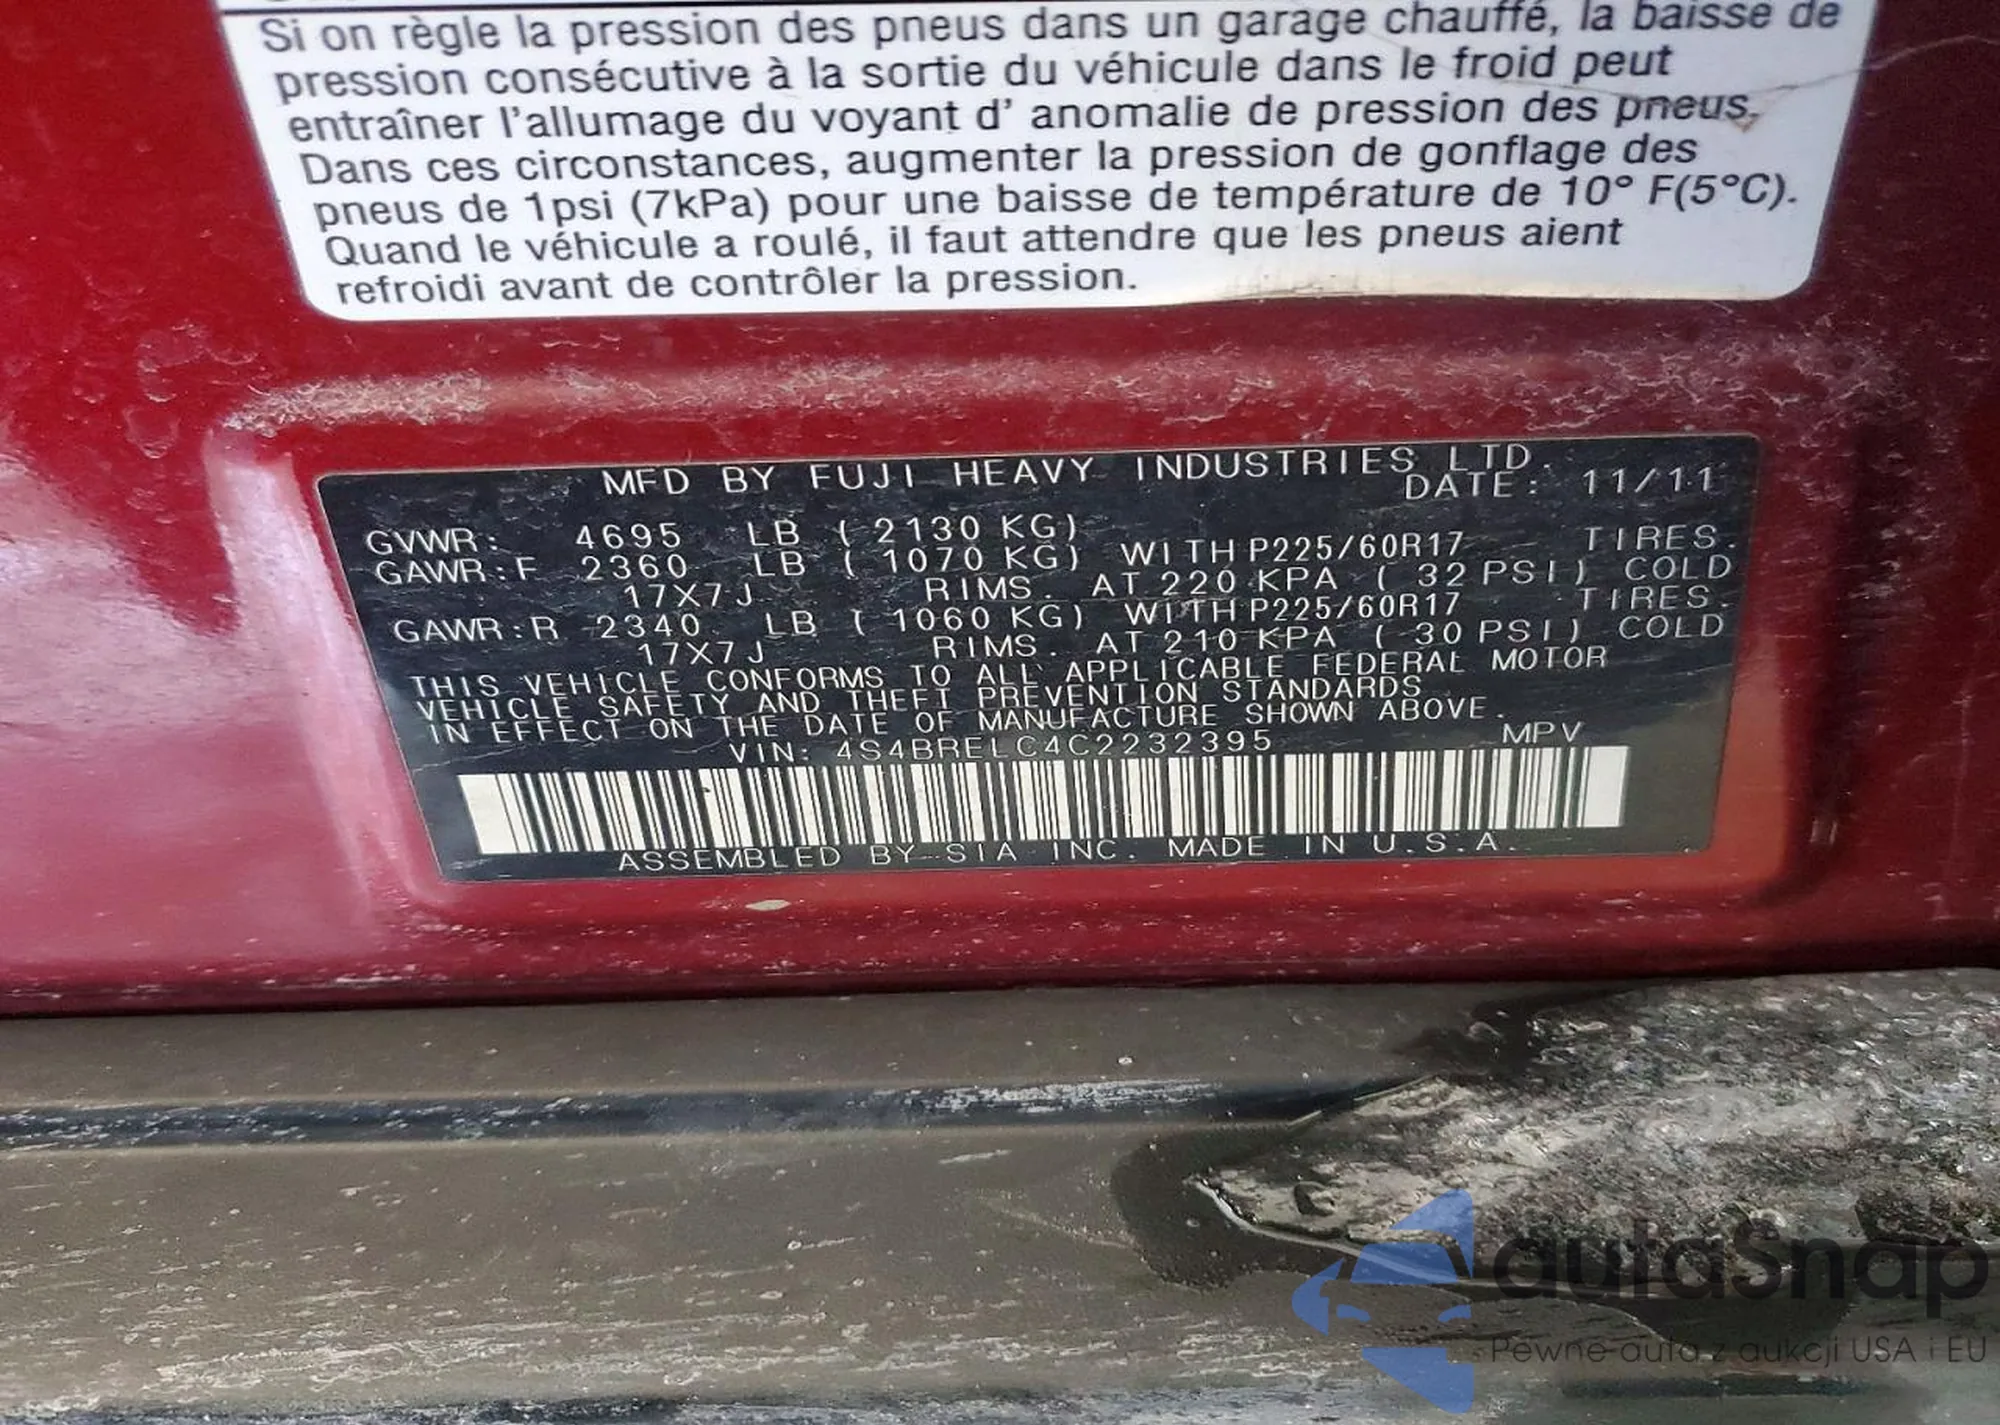 Si on règle la pression des pneus dans un garage chauffé, la baisse de
pression consécutive à la sortie du véhicule dans le froid peut
entraîner l'allumage du voyant d' anomalie de pression des pneus.
Dans ces circonstances, augmenter la pression de gonflage des
pneus de 1psi (7kPa) pour une baisse de température de 10° F(5°C).
Quand le véhicule a roulé, il faut attendre que les pneus aient
refroidi avant de contrôler la pression.
MFD BY FUJI HEAVY INDUSTRIES LTD.
DATE: 11/11
GVWR: 4695 LB ( 2130 KG)
GAWR:F 2360 LB ( 1070 KG) WITH P225/60R17 TIRES.
17X7J RIMS. AT 220 KPA ( 32 PSI) COLD
GAWR:R 2340 LB ( 1060 KG) WITH P225/60R17 TIRES.
17X7J RIMS. AT 210 KPA ( 30 PSI) COLD
THIS VEHICLE CONFORMS TO ALL APPLICABLE FEDERAL MOTOR
VEHICLE SAFETY AND THEFT PREVENTION STANDARDS
IN EFFECT ON THE DATE OF MANUFACTURE SHOWN ABOVE.
VIN: 4S4BRELC4C2232395 MPV
ASSEMBLED BY SIA INC. MADE IN U.S.A.
autaSnap
Pewne auta z aukcji USA i EU